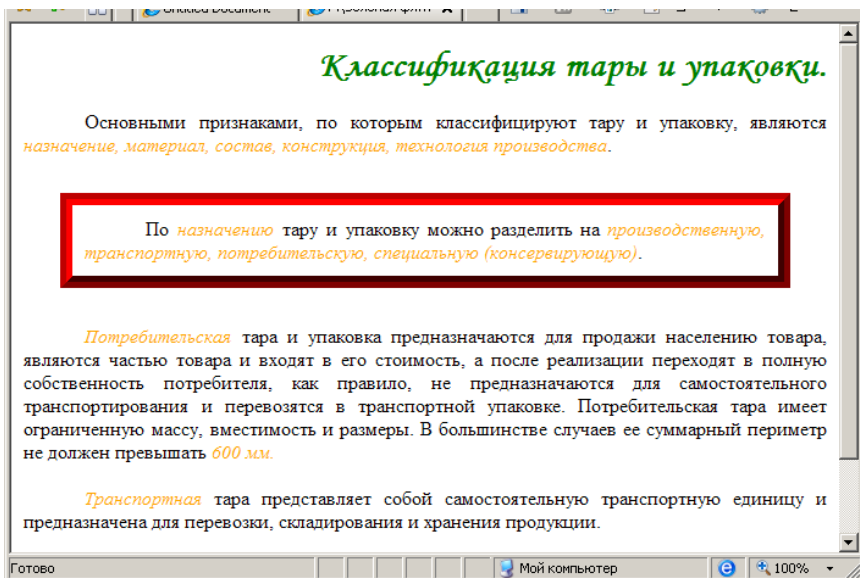 Untitled Document
Классификация тары и упаковки.
Основными признаками, по которым классифицируют тару и упаковку, являются
назначение, материал, состав, конструкция, технология производства.
По назначению тару и упаковку можно разделить на производственную,
транспортную, потребительскую, специальную (консервирующую).
Потребительская тара и упаковка предназначаются для продажи населению товара,
являются частью товара и входят в его стоимость, а после реализации переходят в полную
собственность потребителя, как правило, не предназначаются для самостоятельного
транспортирования и перевозятся в транспортной упаковке. Потребительская тара имеет
ограниченную массу, вместимость и размеры. В большинстве случаев ее суммарный периметр
не должен превышать 600 мм.
Транспортная тара представляет собой самостоятельную транспортную единицу и
предназначена для перевозки, складирования и хранения продукции.
Готово Мой компьютер 100%